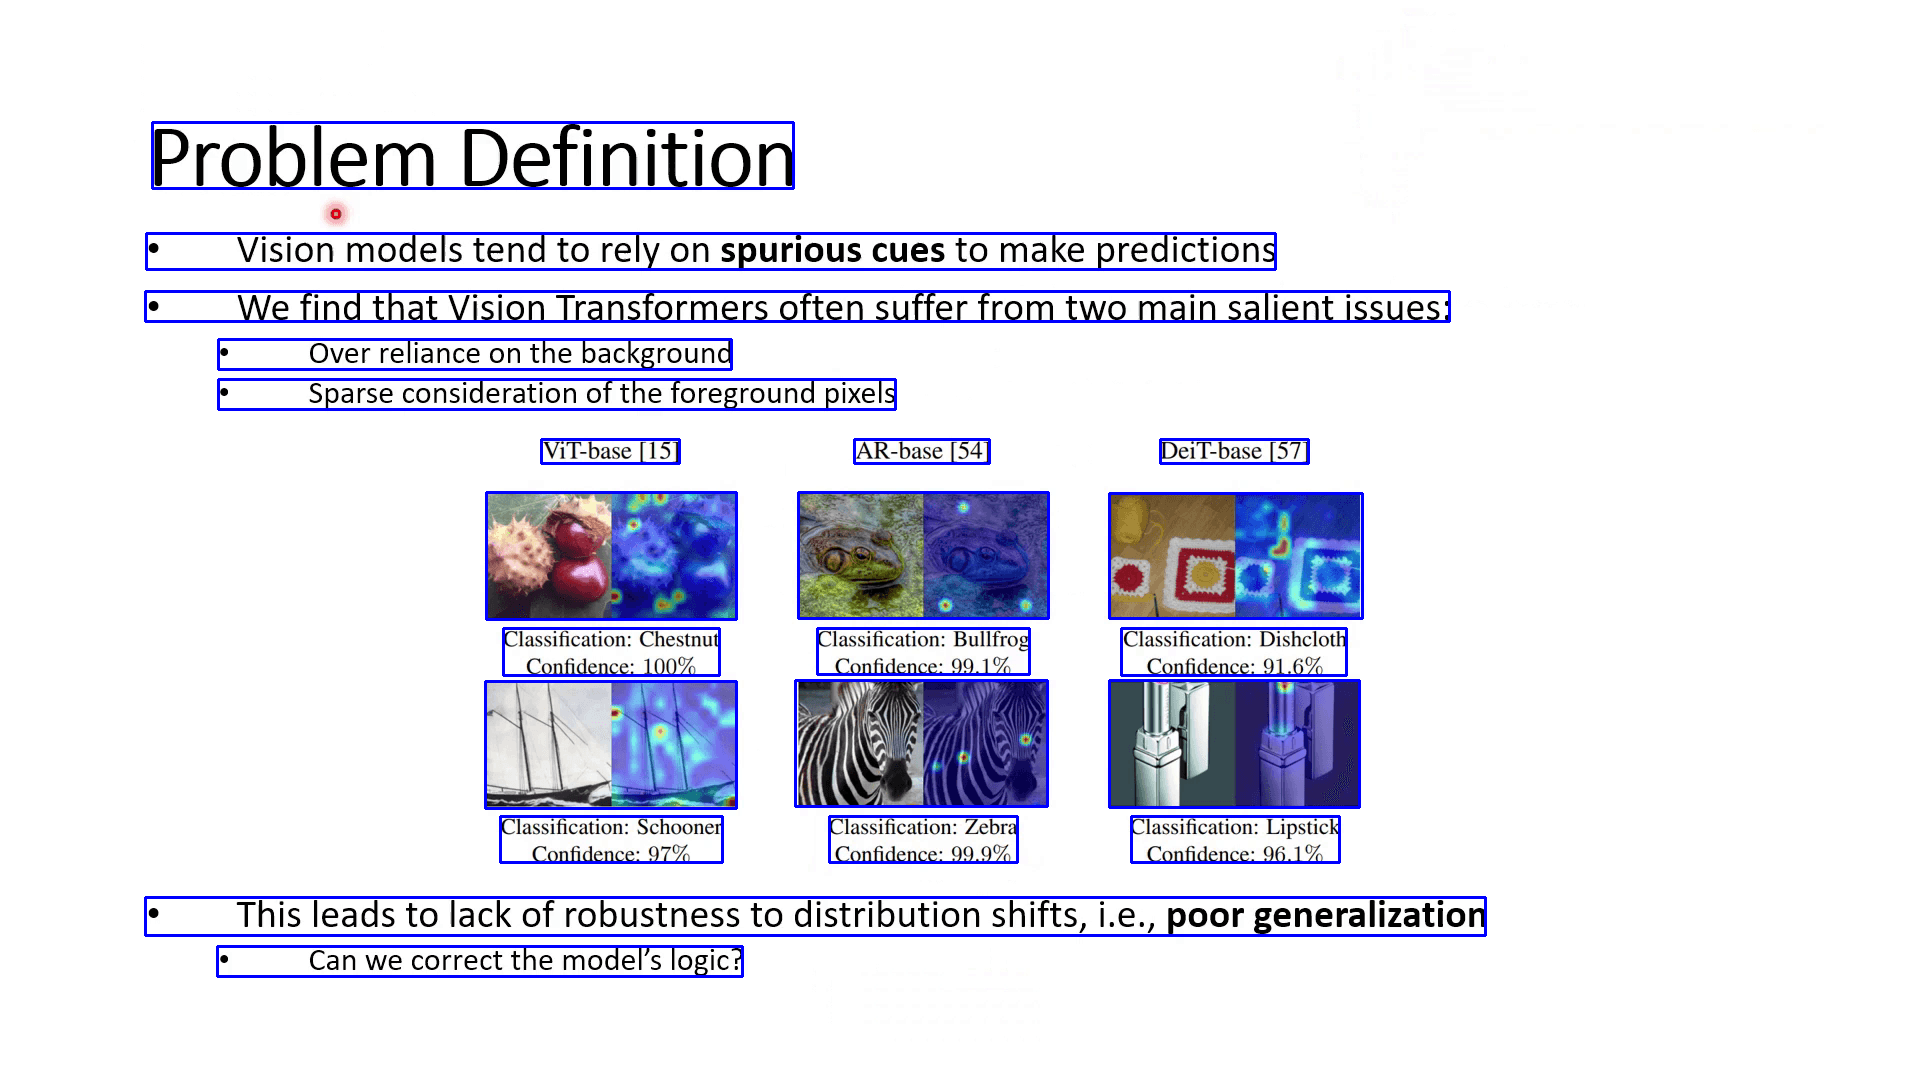 Problem Definition
• Vision models tend to rely on spurious cues to make predictions
• We find that Vision Transformers often suffer from two main salient issues:
• Over reliance on the background
• Sparse consideration of the foreground pixels
ViT-base [15] AR-base [54] DeiT-base [57]
Classification: Chestnut Classification: Bullfrog Classification: Dishcloth
Confidence: 100% Confidence: 99.1% Confidence: 91.6%
Classification: Schooner Classification: Zebra Classification: Lipstick
Confidence: 97% Confidence: 99.9% Confidence: 96.1%
• This leads to lack of robustness to distribution shifts, i.e., poor generalization
• Can we correct the model’s logic?